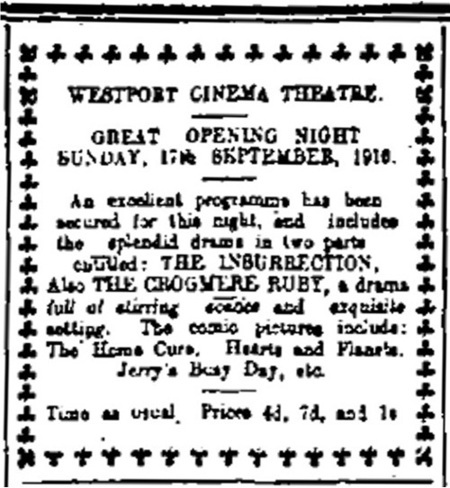 WESTPORT CINEMA THEATRE.
GREAT OPENING NIGHT
SUNDAY, 17th SEPTEMBER, 1916.
An excellent programme has been
secured for this night, and includes
the splendid drama in two parts
entitled: THE INSURRECTION,
Also THE CROGMERE RUBY, a drama
full of stirring scenes and exquisite
setting. The comic pictures include:
The Home Cure, Hearts and Planets.
Jerry's Busy Day, etc.
Time as usual. Prices 4d, 7d, and 1s